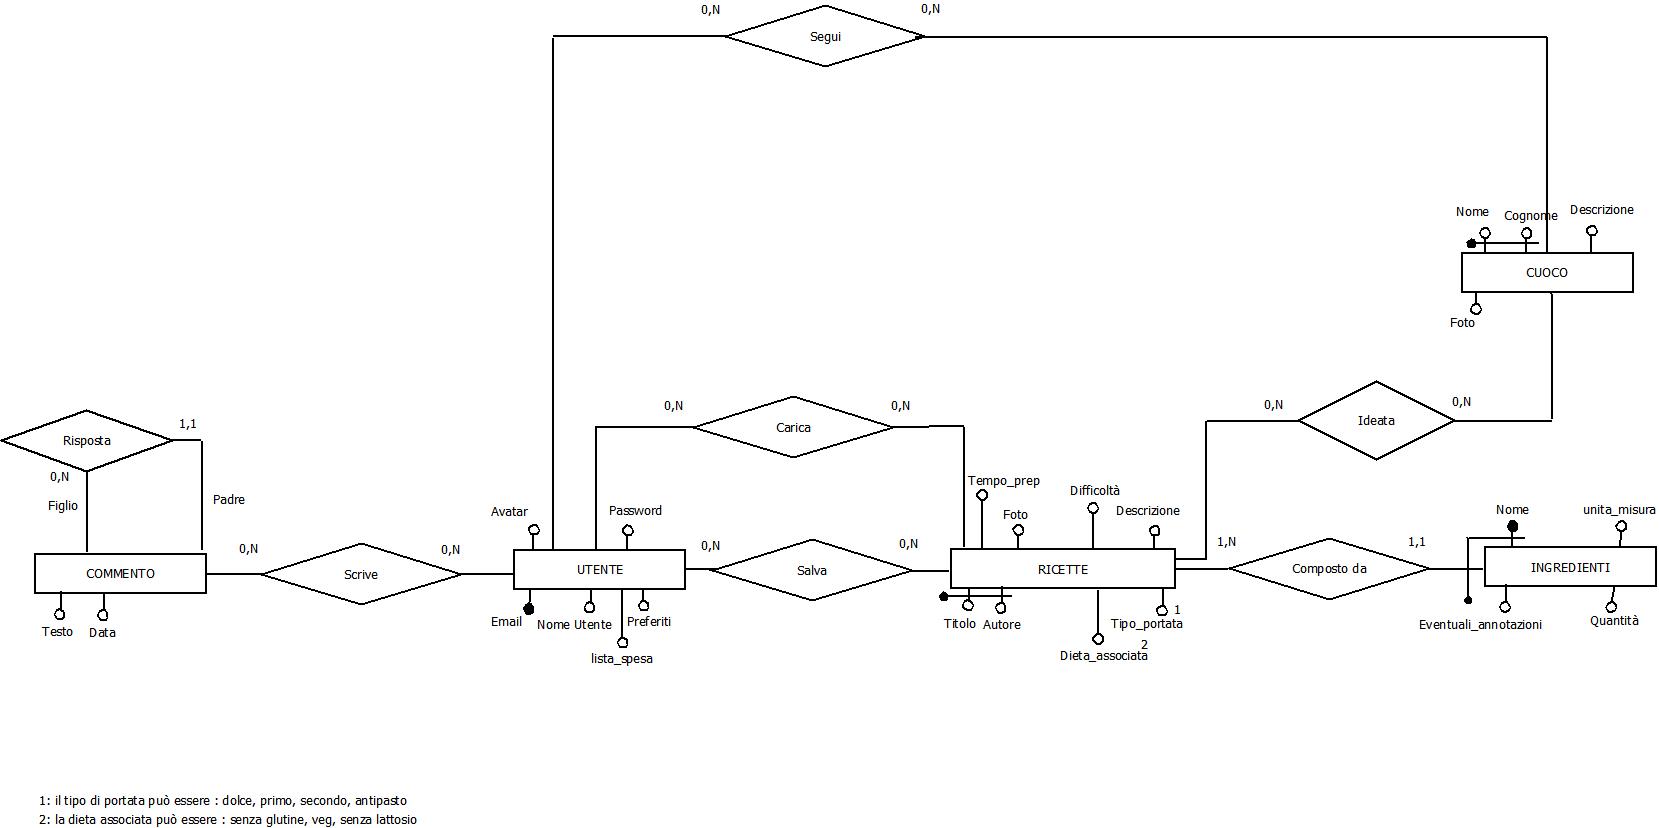 0,N
0,N
Segui
Nome
Cognome
Descrizione
CUOCO
Foto
0,N
0,N
Carica
0,N
0,N
Ideata
Risposta
1,1
0,N
Figlio
Padre
Tempo_prep
Difficoltà
Avatar
Password
Foto
Descrizione
Nome
unita_misura
0,N
0,N
0,N
0,N
1,N
1,1
COMMENTO
Scrive
UTENTE
Salva
RICETTE
Composto da
INGREDIENTI
Testo
Data
Email
Nome Utente
Preferiti
lista_spesa
Titolo
Autore
1
Tipo_portata
2
Dieta_associata
Eventuali_annotazioni
Quantità
1: il tipo di portata può essere : dolce, primo, secondo, antipasto
2: la dieta associata può essere : senza glutine, veg, senza lattosio